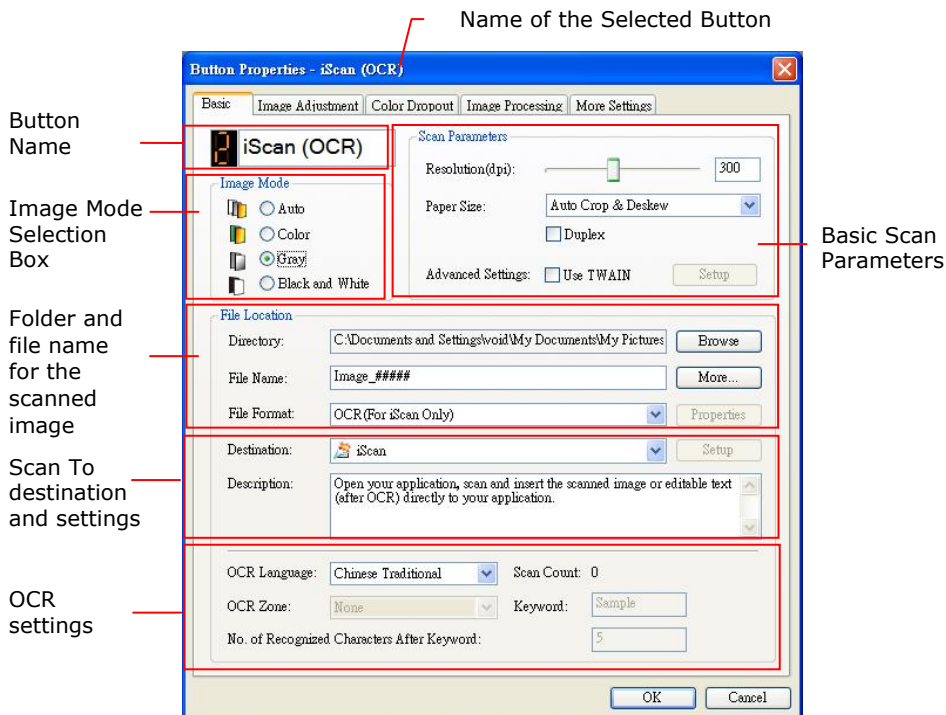 Name of the Selected Button
Button Properties - iScan (OCR)
Basic Image Adjustment Color Dropout Image Processing More Settings
Button
Name
2 iScan (OCR)
Scan Parameters
Resolution(dpi): 300
Paper Size: Auto Crop & Deskew
Duplex
Advanced Settings: Use TWAIN Setup
Basic Scan
Parameters
Image Mode
Selection
Box
Image Mode
Auto
Color
Gray
Black and White
Folder and
file name
for the
scanned
image
File Location
Directory: C:\Documents and Settings\void\My Documents\My Pictures Browse
File Name: Image_##### More...
File Format: OCR(For iScan Only) Properties
Scan To
destination
and settings
Destination: iScan Setup
Description: Open your application, scan and insert the scanned image or editable text
(after OCR) directly to your application.
OCR
settings
OCR Language: Chinese Traditional Scan Count: 0
OCR Zone: None Keyword: Sample
No. of Recognized Characters After Keyword: 5
OK Cancel